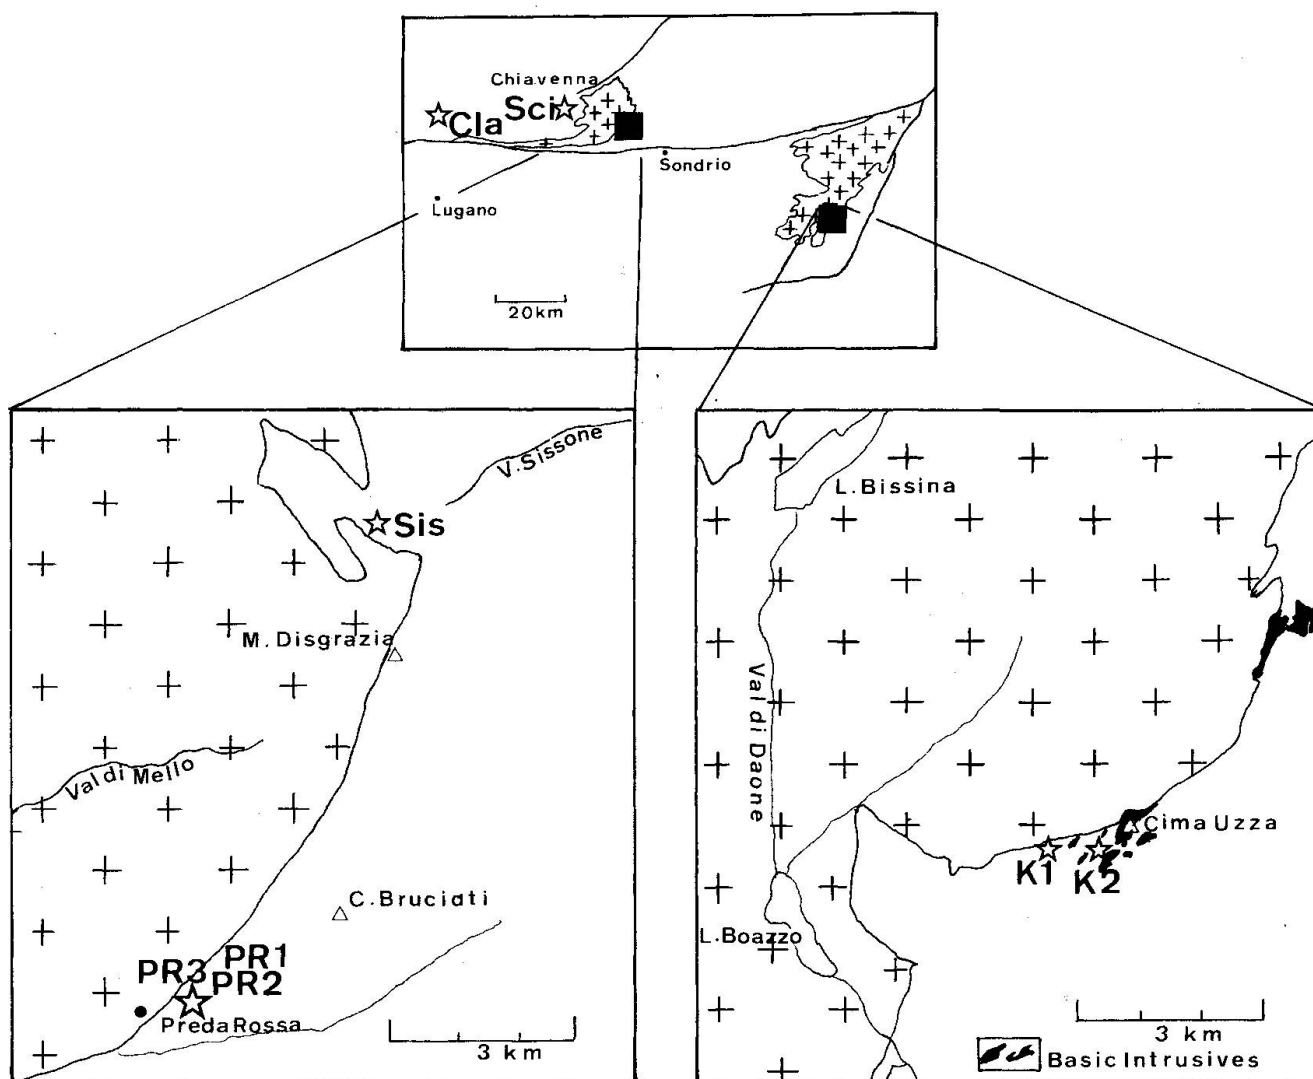 Chiavenna
Cla
Sci
Sondrio
Lugano
20km
V. Sissone
Sis
M. Disgrazia
Val di Mello
C. Bruciati
PR1
PR3
PR2
Preda Rossa
3 km
L. Bissina
Val di Daone
Cima Uzza
K1
K2
L. Boazzo
3 km
Basic Intrusives